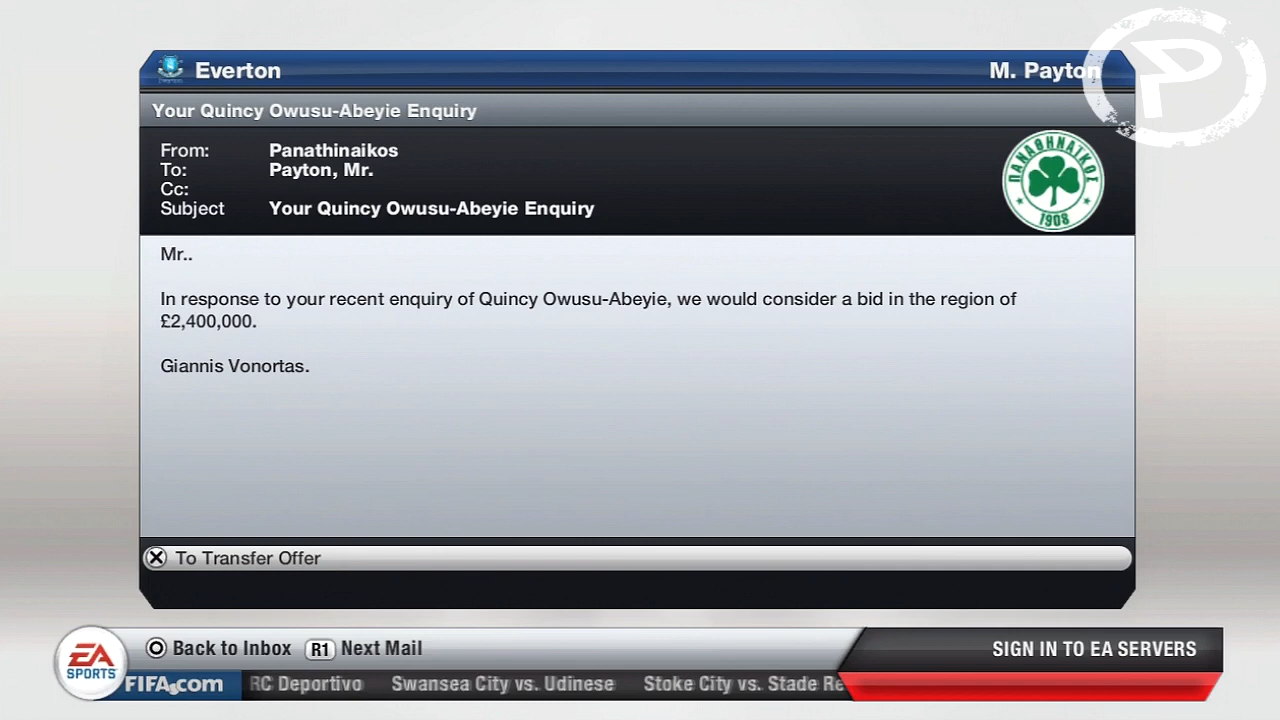 P
Everton
M. Payton
Your Quincy Owusu-Abeyie Enquiry
From: Panathinaikos
To: Payton, Mr.
Cc:
Subject Your Quincy Owusu-Abeyie Enquiry
ΠΑΝΑΘΗΝΑΪΚΟΣ
1908
Mr..
In response to your recent enquiry of Quincy Owusu-Abeyie, we would consider a bid in the region of
£2,400,000.
Giannis Vonortas.
To Transfer Offer
EA
SPORTS
Back to Inbox R1 Next Mail
SIGN IN TO EA SERVERS
FIFA.com RC Deportivo Swansea City vs. Udinese Stoke City vs. Stade Re